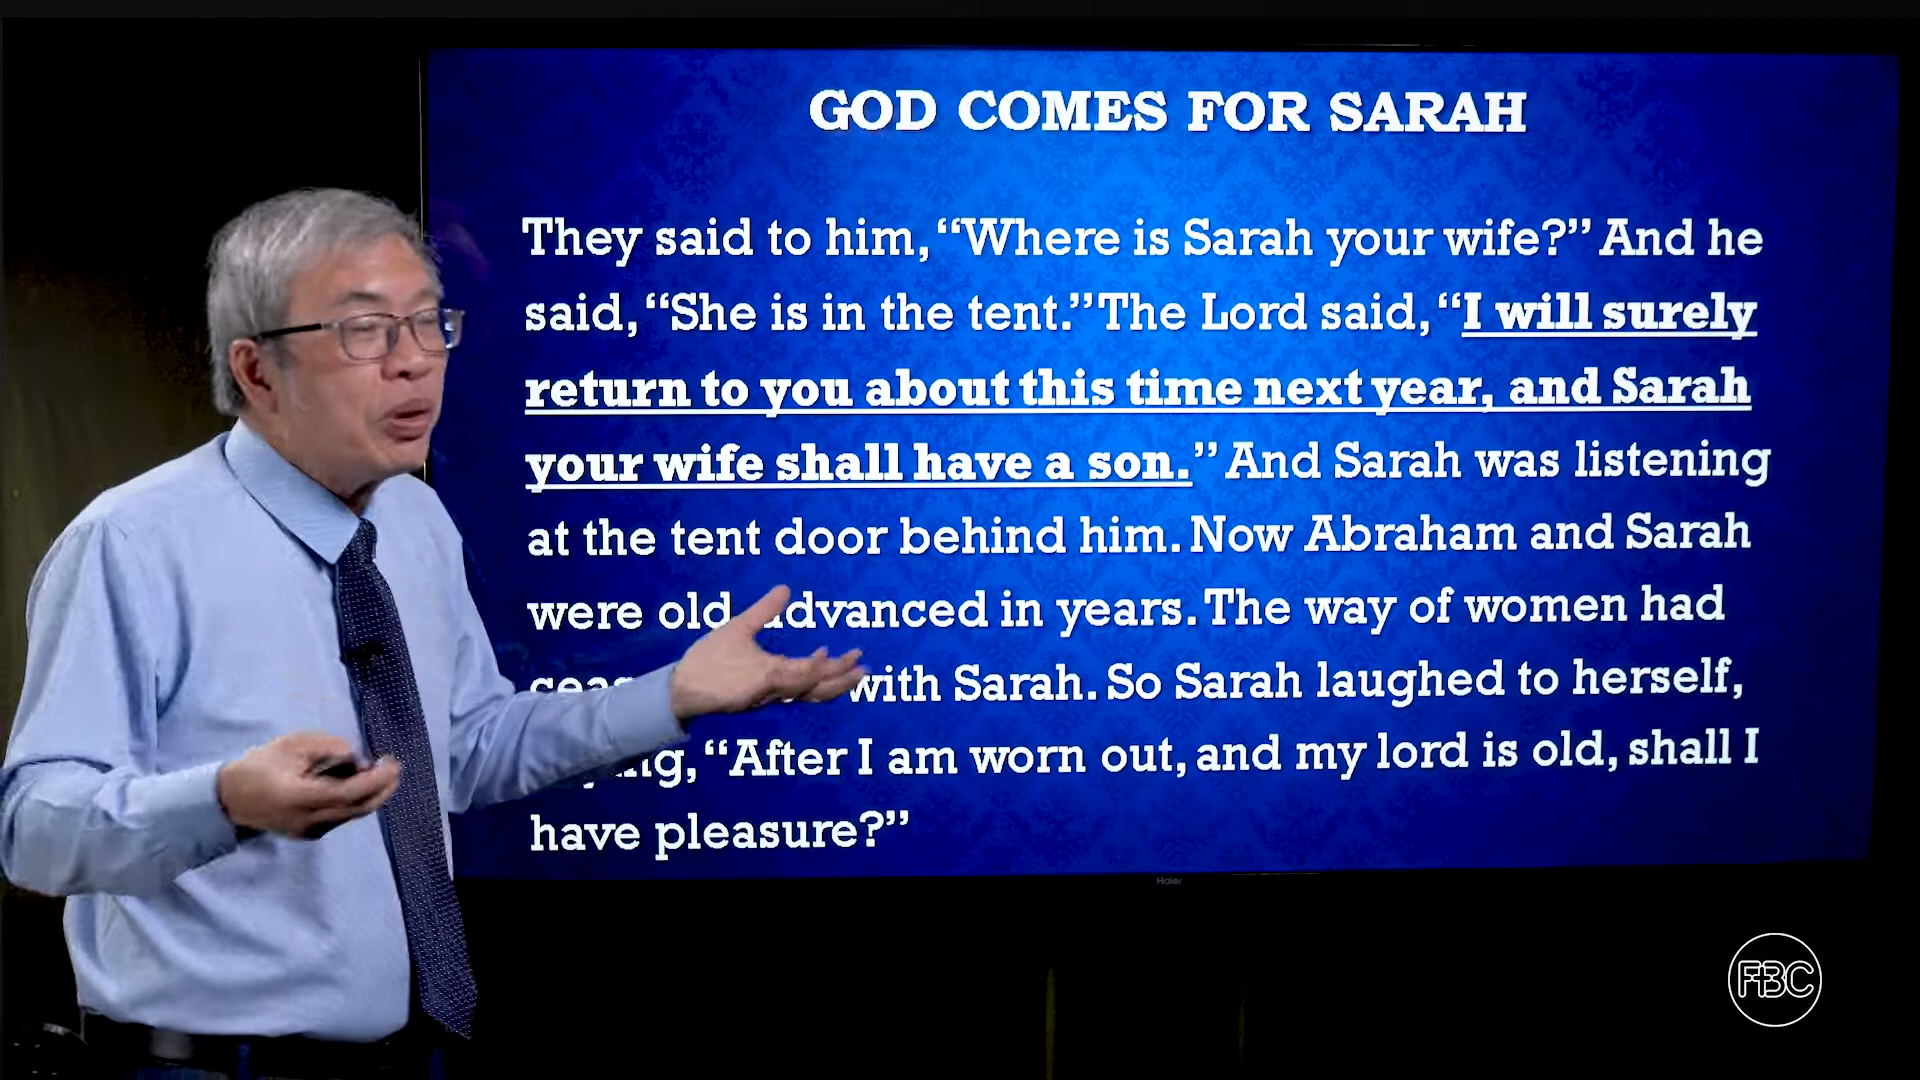 GOD COMES FOR SARAH
They said to him, “Where is Sarah your wife?” And he
said, “She is in the tent.” The Lord said, “I will surely
return to you about this time next year, and Sarah
your wife shall have a son.” And Sarah was listening
at the tent door behind him. Now Abraham and Sarah
were old advanced in years. The way of women had
with Sarah. So Sarah laughed to herself,
“After I am worn out, and my lord is old, shall I
have pleasure?”
Haier
FBC